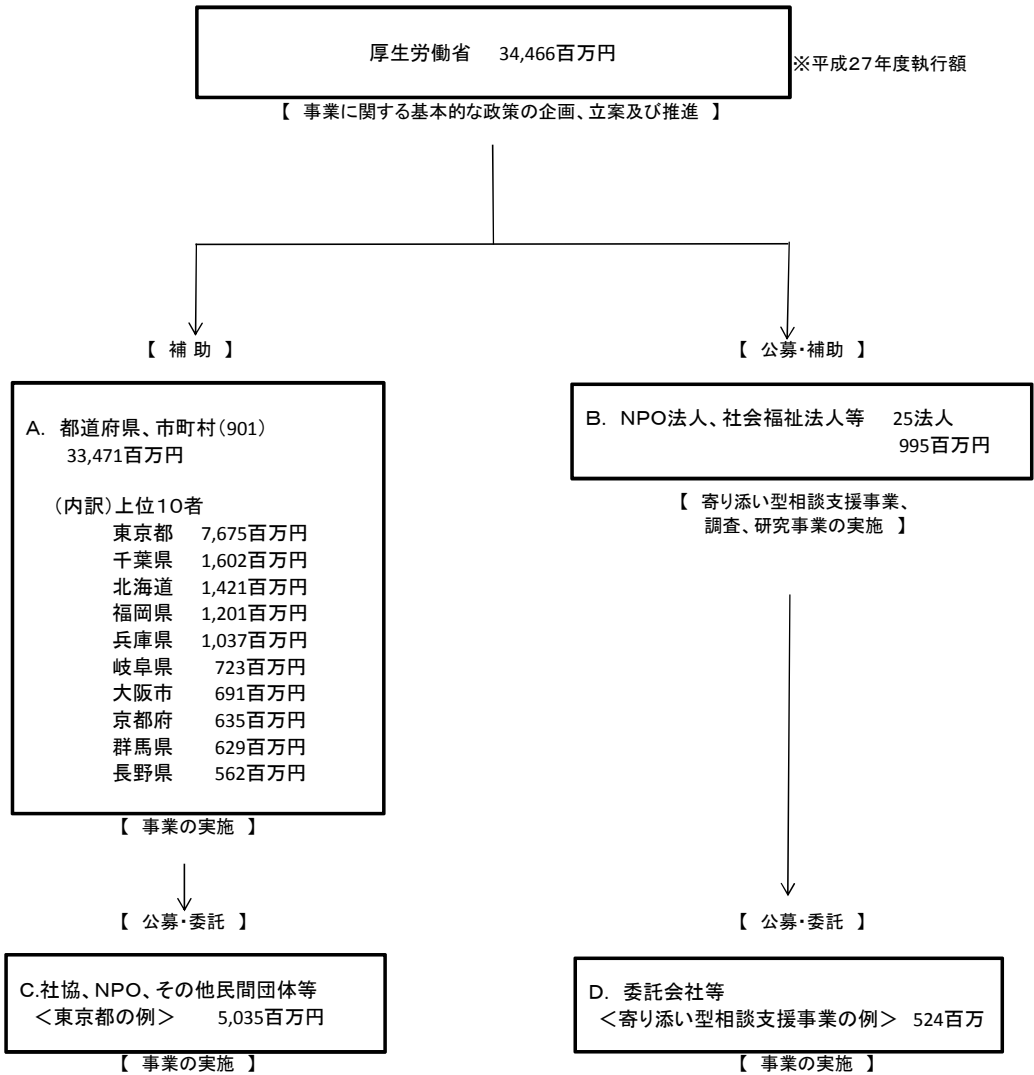 厚生労働省 34,466百万円
※平成27年度執行額
【 事業に関する基本的な政策の企画、立案及び推進 】
【 補 助 】
A. 都道府県、市町村(901)
33,471百万円
(内訳)上位10者
東京都 7,675百万円
千葉県 1,602百万円
北海道 1,421百万円
福岡県 1,201百万円
兵庫県 1,037百万円
岐阜県 723百万円
大阪市 691百万円
京都府 635百万円
群馬県 629百万円
長野県 562百万円
【 事業の実施 】
【 公募・委託 】
C.社協、NPO、その他民間団体等
<東京都の例> 5,035百万円
【 事業の実施 】
【 公募・補助 】
B. NPO法人、社会福祉法人等 25法人
995百万円
【 寄り添い型相談支援事業、
調査、研究事業の実施 】
【 公募・委託 】
D. 委託会社等
<寄り添い型相談支援事業の例> 524百万
【 事業の実施 】